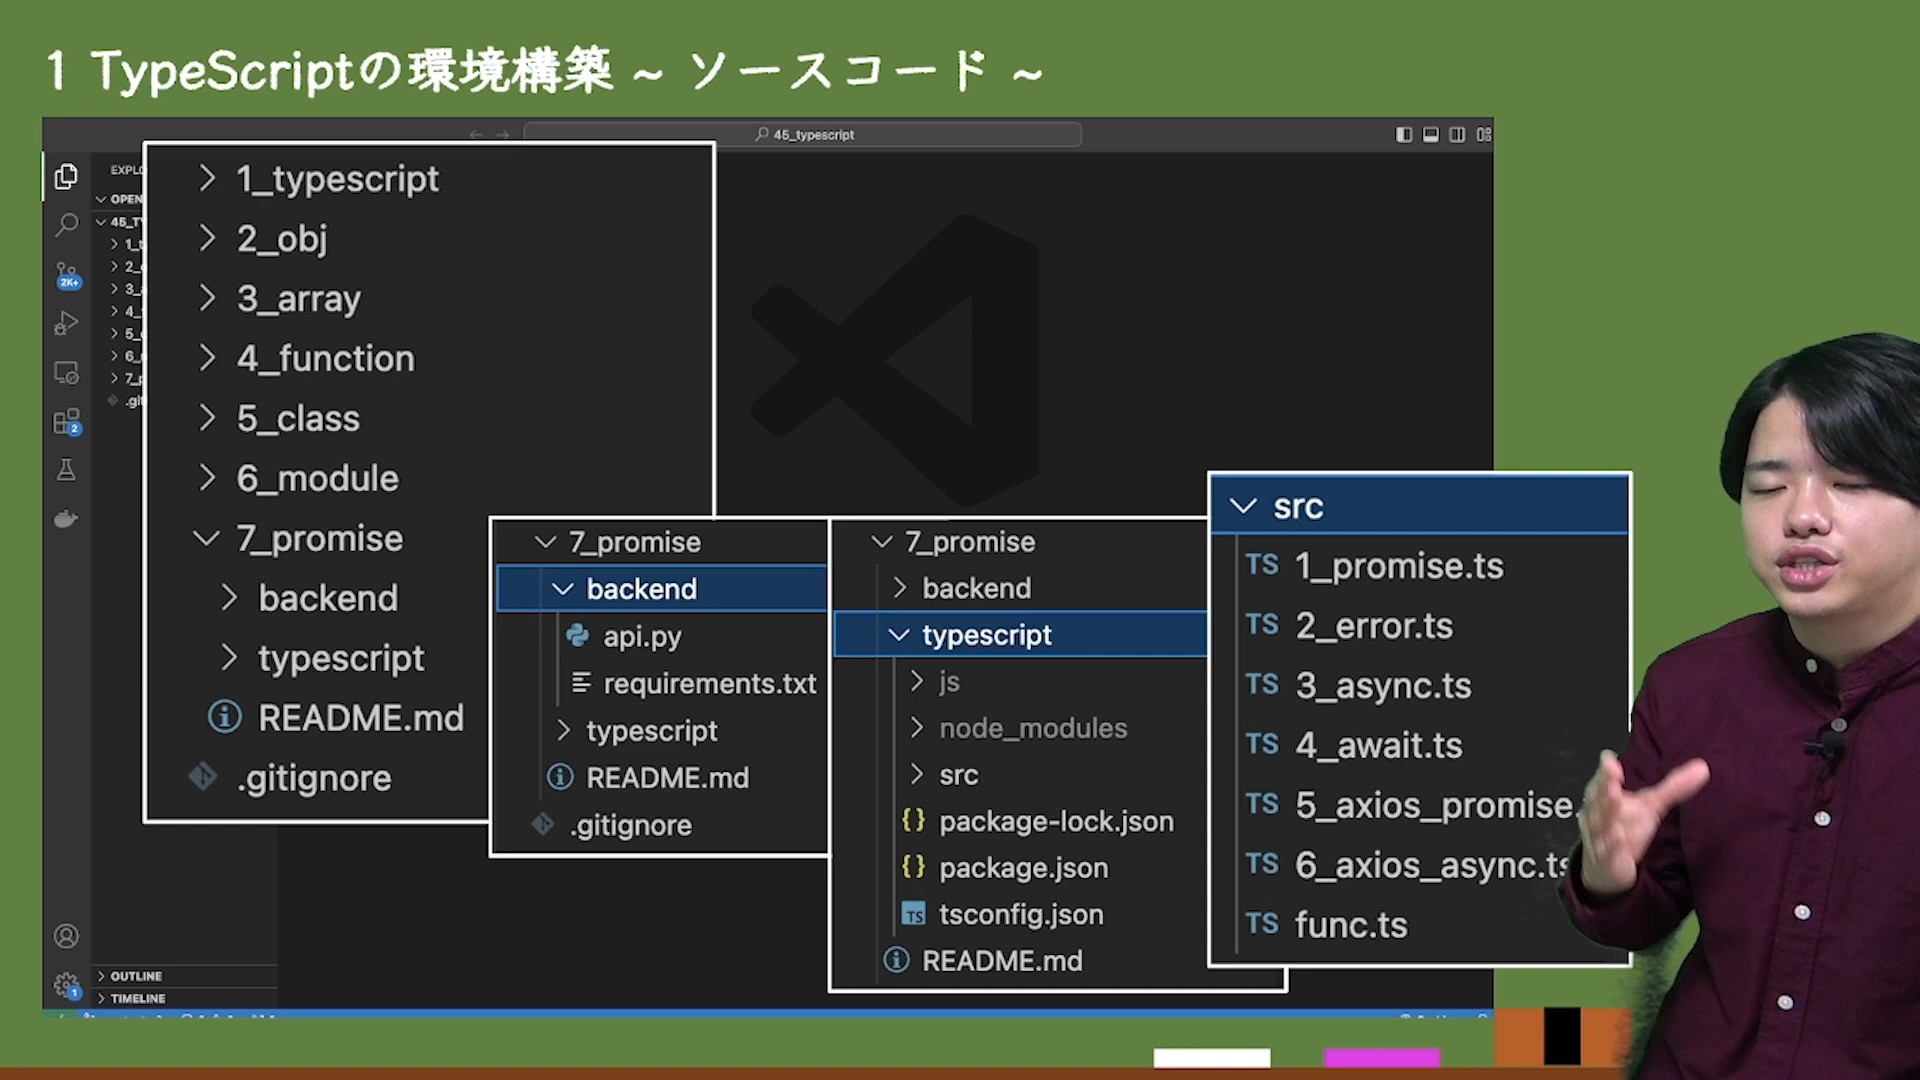 1 TypeScriptの環境構築 ~ ソースコード ~
45_typescript
OUTLINE
TIMELINE
2K+
2
1
1_typescript
2_obj
3_array
4_function
5_class
6_module
7_promise
backend
typescript
README.md
.gitignore
7_promise
backend
api.py
requirements.txt
typescript
README.md
.gitignore
7_promise
backend
typescript
js
node_modules
src
{} package-lock.json
{} package.json
TS tsconfig.json
README.md
src
TS 1_promise.ts
TS 2_error.ts
TS 3_async.ts
TS 4_await.ts
TS 5_axios_promise.
TS 6_axios_async.ts
TS func.ts